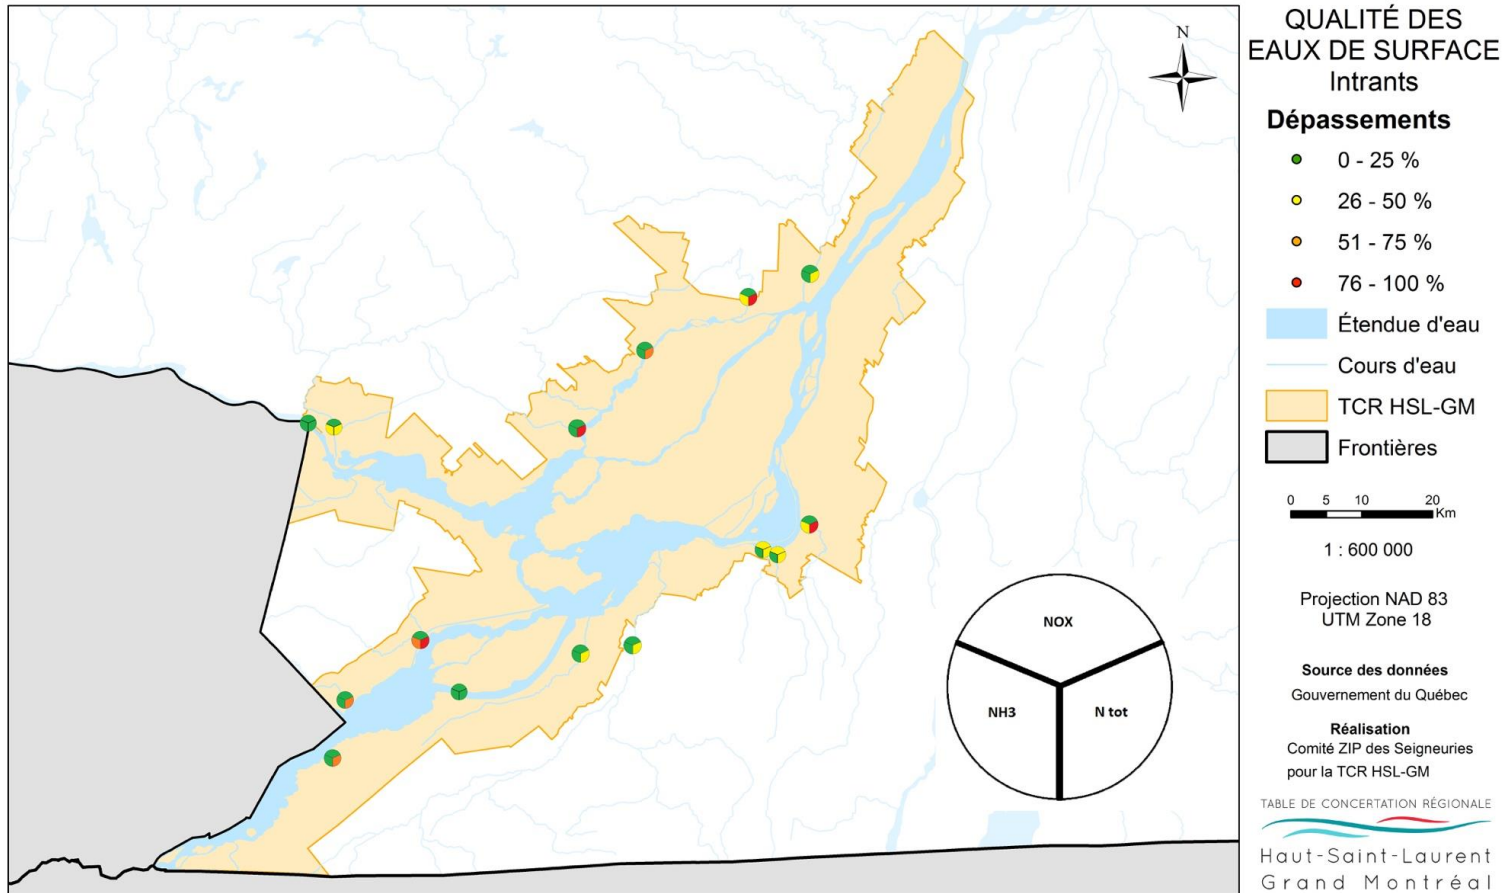 QUALITÉ DES
EAUX DE SURFACE
Intrants
Dépassements
0 - 25 %
26 - 50 %
51 - 75 %
76 - 100 %
Étendue d'eau
Cours d'eau
TCR HSL-GM
Frontières
0 5 10 20
Km
1 : 600 000
Projection NAD 83
UTM Zone 18
Source des données
Gouvernement du Québec
Réalisation
Comité ZIP des Seigneuries
pour la TCR HSL-GM
TABLE DE CONCERTATION RÉGIONALE
Haut-Saint-Laurent
Grand Montréal
N
NOX
NH3
N tot